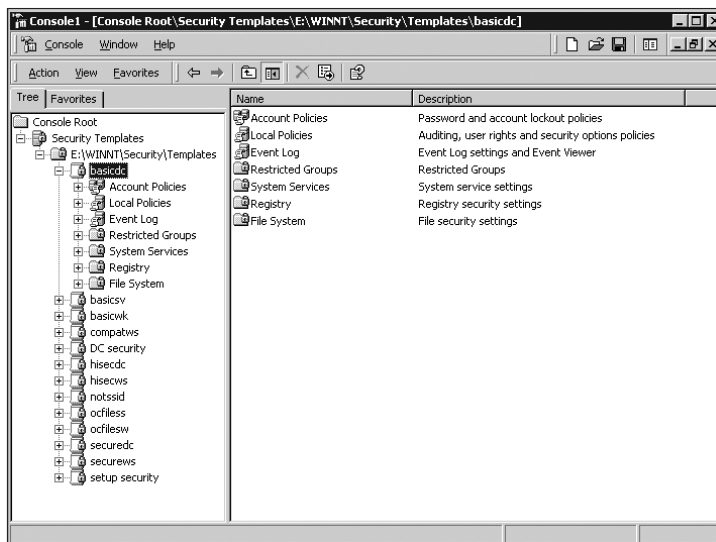 Console1 - [Console Root\Security Templates\E:\WINNT\Security\Templates\basicdc]
Console Window Help
Action View Favorites
Tree Favorites
Console Root
Security Templates
E:\WINNT\Security\Templates
basicdc
Account Policies
Local Policies
Event Log
Restricted Groups
System Services
Registry
File System
basicsv
basicwk
compatws
DC security
hisecdc
hisecws
notssid
ocfiless
ocfilesw
securedc
securews
setup security
Name Description
Account Policies Password and account lockout policies
Local Policies Auditing, user rights and security options policies
Event Log Event Log settings and Event Viewer
Restricted Groups Restricted Groups
System Services System service settings
Registry Registry security settings
File System File security settings